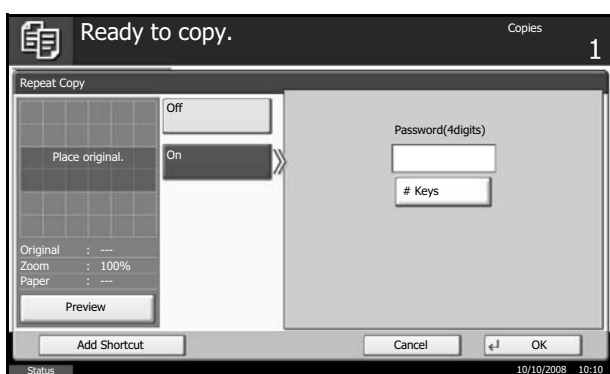 Ready to copy.
Copies
1
Repeat Copy
Place original.
Off
On
Password(4digits)
# Keys
Original : ---
Zoom : 100%
Paper : ---
Preview
Add Shortcut
Cancel
OK
Status
10/10/2008 10:10